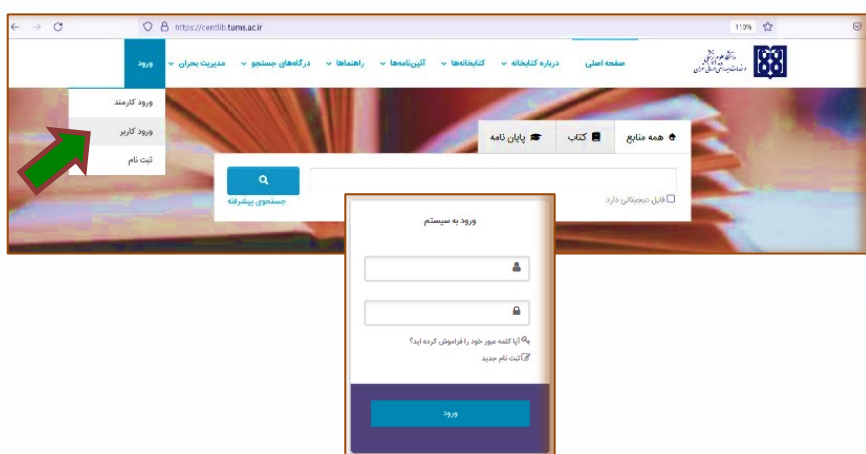 https://centlib.tums.ac.ir
110%
صفحه اصلی درباره کتابخانه کتابخانه‌ها آئین‌نامه‌ها راهنماها درگاه‌های جستجو مدیریت بحران ورود
ورود کارمند
ورود کاربر
ثبت نام
همه منابع کتاب پایان نامه
جستجوی پیشرفته
فایل دیجیتالی دارد
ورود به سیستم
آیا کلمه عبور خود را فراموش کرده اید؟
ثبت نام جدید
ورود